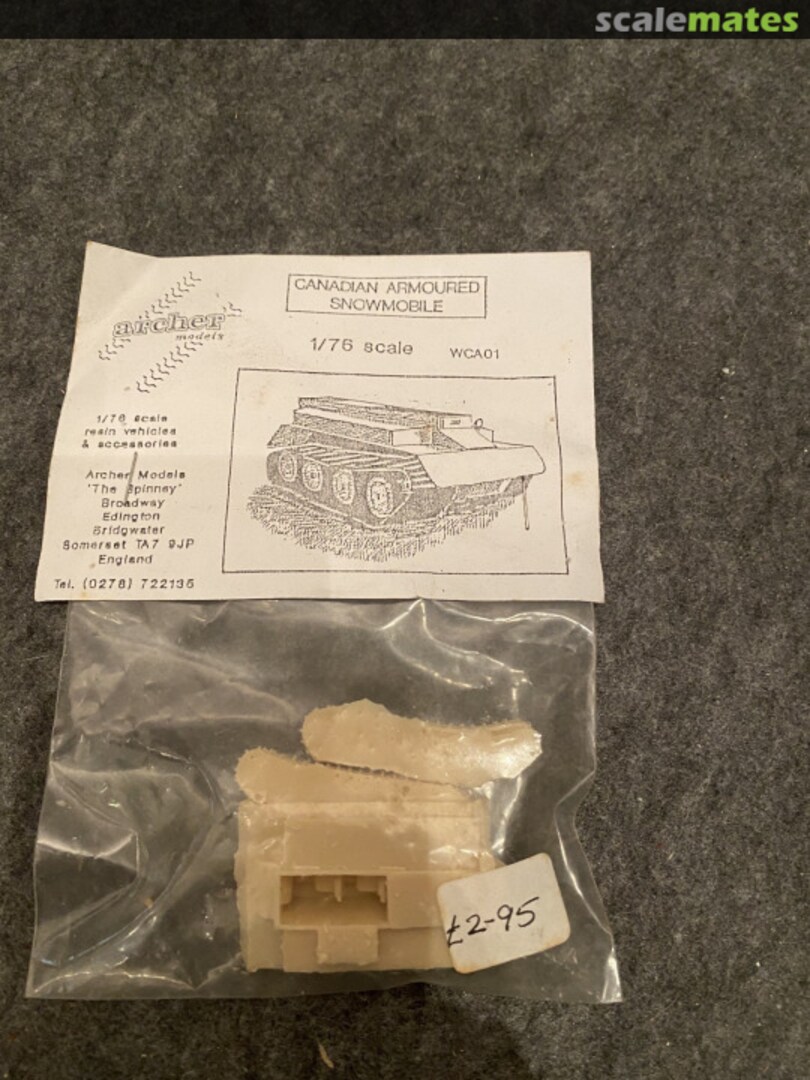 scalemates
archer
models
CANADIAN ARMOURED
SNOWMOBILE
1/76 scale
WCA01
1/76 scale
resin vehicles
& accessories
Archer Models
'The Spinney'
Broadway
Edington
Bridgwater
Somerset TA7 9JP
England
Tel. (0278) 722135
£2-95